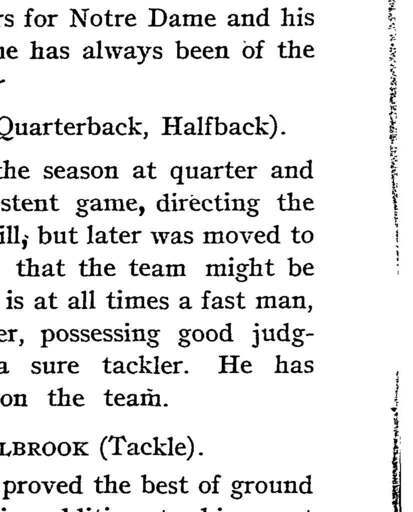 rs for Notre Dame and his
has always been of the
Quarterback, Halfback).
the season at quarter and
stent game, directing the
ill; but later was moved to
that the team might be
is at all times a fast man,
er, possessing good judg-
a sure tackler. He has
on the team.
LBROOK (Tackle).
proved the best of ground